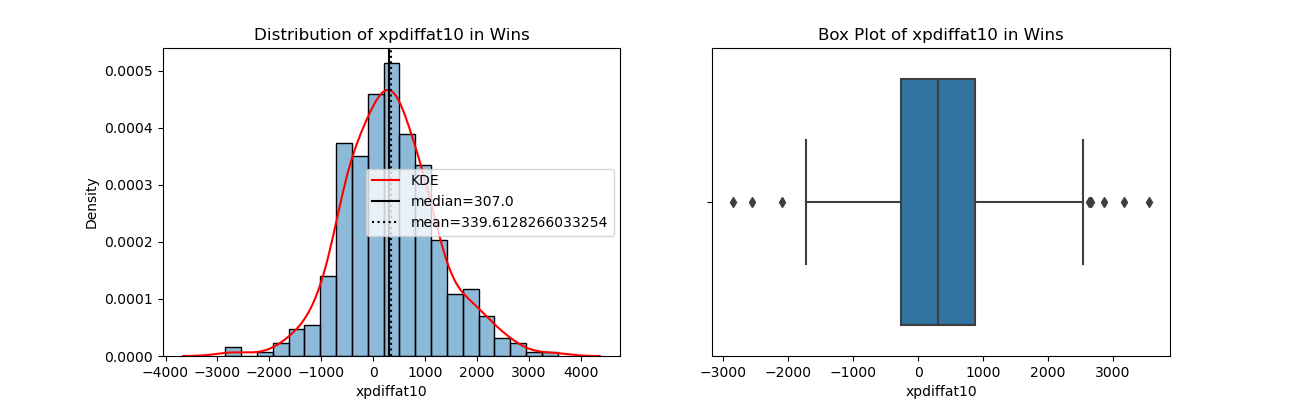 Distribution of xpdiffat10 in Wins
0.0005
0.0004
0.0003
0.0002
0.0001
0.0000
Density
KDE
median=307.0
mean=339.6128266033254
−4000 −3000 −2000 −1000 0 1000 2000 3000 4000
xpdiffat10
Box Plot of xpdiffat10 in Wins
−3000 −2000 −1000 0 1000 2000 3000
xpdiffat10